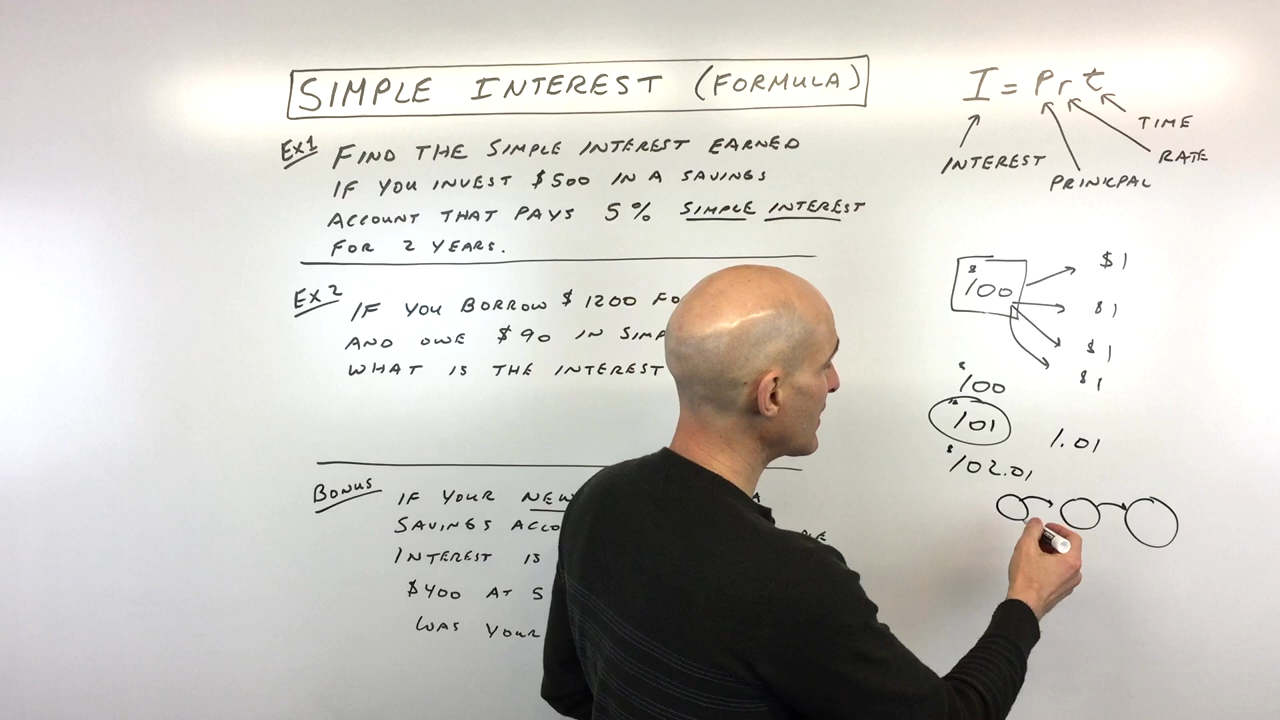 SIMPLE INTEREST (FORMULA)
I = Prt
TIME
RATE
INTEREST
PRINICPAL
Ex1 FIND THE SIMPLE INTEREST EARNED
IF YOU INVEST $500 IN A SAVINGS
ACCOUNT THAT PAYS 5% SIMPLE INTEREST
FOR 2 YEARS.
Ex2 IF YOU BORROW $1200 FO
AND OWE $90 IN SIMP
WHAT IS THE INTEREST
BONUS IF YOUR NEW A
SAVINGS ACCO PLE
INTEREST IS
$400 AT 5
WAS YOUR
$100
$1
$1
$1
$1
$100
$101
1.01
$102.01